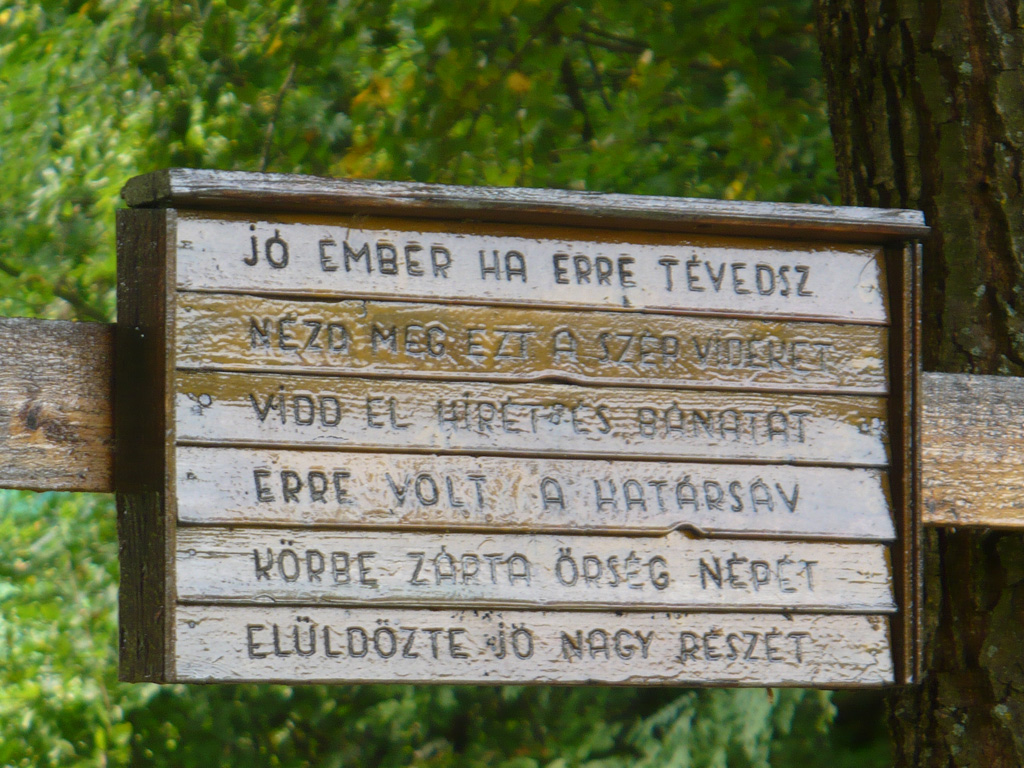 JÓ EMBER HA ERRE TÉVEDSZ
NÉZD MEG EZT A SZÉP VIDÉKET
VIDD EL HÍRÉT ÉS BÁNATÁT
ERRE VOLT A HATÁRSÁV
KÖRBE ZÁRTA ŐRSÉG NÉPÉT
ELÜLDÖZTE JÓ NAGY RÉSZÉT